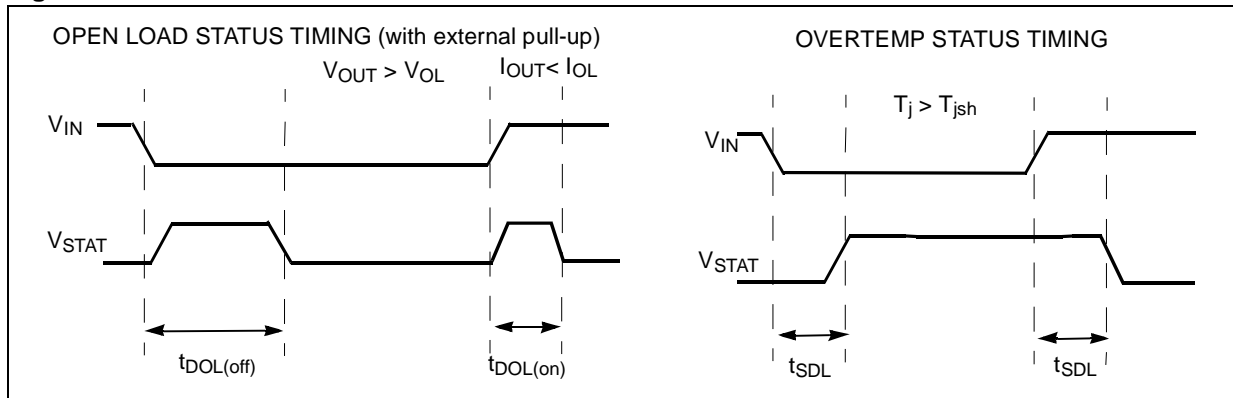 OPEN LOAD STATUS TIMING (with external pull-up)
VOUT > VOL
IOUT< IOL
VIN
VSTAT
tDOL(off)
tDOL(on)
OVERTEMP STATUS TIMING
Tj > Tjsh
VIN
VSTAT
tSDL
tSDL